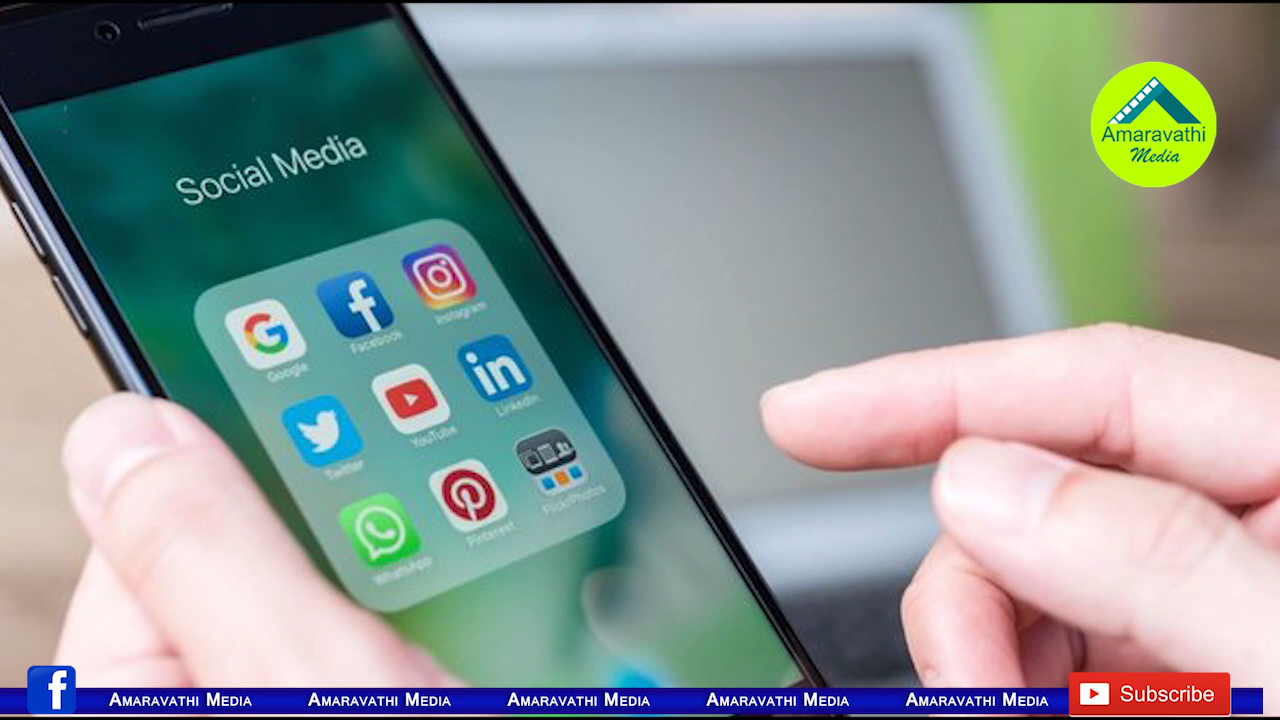 Social Media
Google
Facebook
Instagram
Twitter
YouTube
LinkedIn
WhatsApp
Pinterest
FlickrPhotos
Amaravathi
Media
Amaravathi Media Amaravathi Media Amaravathi Media Amaravathi Media Amaravathi Media
Subscribe